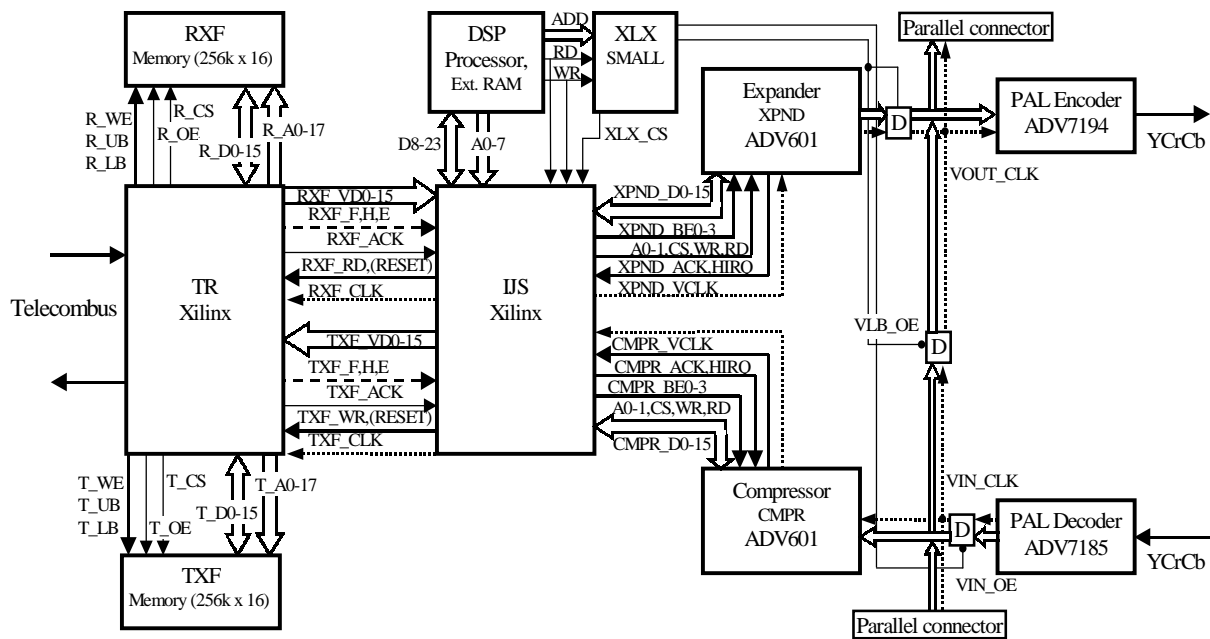 RXF
Memory (256k x 16)
DSP
Processor,
Ext. RAM
ADD
RD
WR
XLX
SMALL
Parallel connector
Expander
XPND
ADV601
D
PAL Encoder
ADV7194
YCrCb
R_WE
R_UB
R_LB
R_CS
R_OE
R_D0-15
R_A0-17
D8-23
A0-7
XLX_CS
VOUT_CLK
TR
Xilinx
Telecombus
RXF_VD0-15
RXF_F,H,E
RXF_ACK
RXF_RD,(RESET)
RXF_CLK
TXF_VD0-15
TXF_F,H,E
TXF_ACK
TXF_WR,(RESET)
TXF_CLK
IJS
Xilinx
XPND_D0-15
XPND_BE0-3
A0-1,CS,WR,RD
XPND_ACK,HIRQ
XPND_VCLK
CMPR_VCLK
CMPR_ACK,HIRQ
CMPR_BE0-3
A0-1,CS,WR,RD
CMPR_D0-15
VLB_OE
D
T_WE
T_UB
T_LB
T_CS
T_OE
T_D0-15
T_A0-17
TXF
Memory (256k x 16)
Compressor
CMPR
ADV601
VIN_CLK
D
PAL Decoder
ADV7185
YCrCb
VIN_OE
Parallel connector